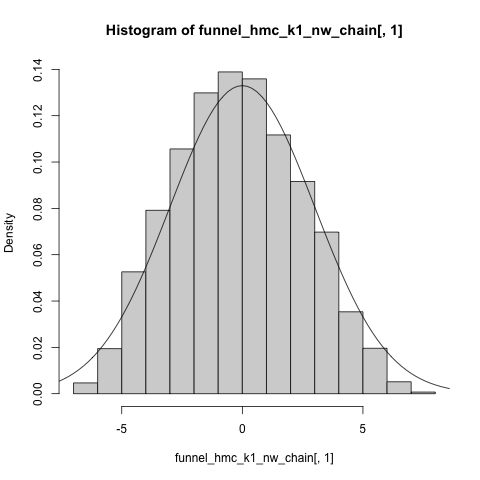 Histogram of funnel_hmc_k1_nw_chain[, 1]
Density
0.14
0.12
0.10
0.08
0.06
0.04
0.02
0.00
-5 0 5
funnel_hmc_k1_nw_chain[, 1]